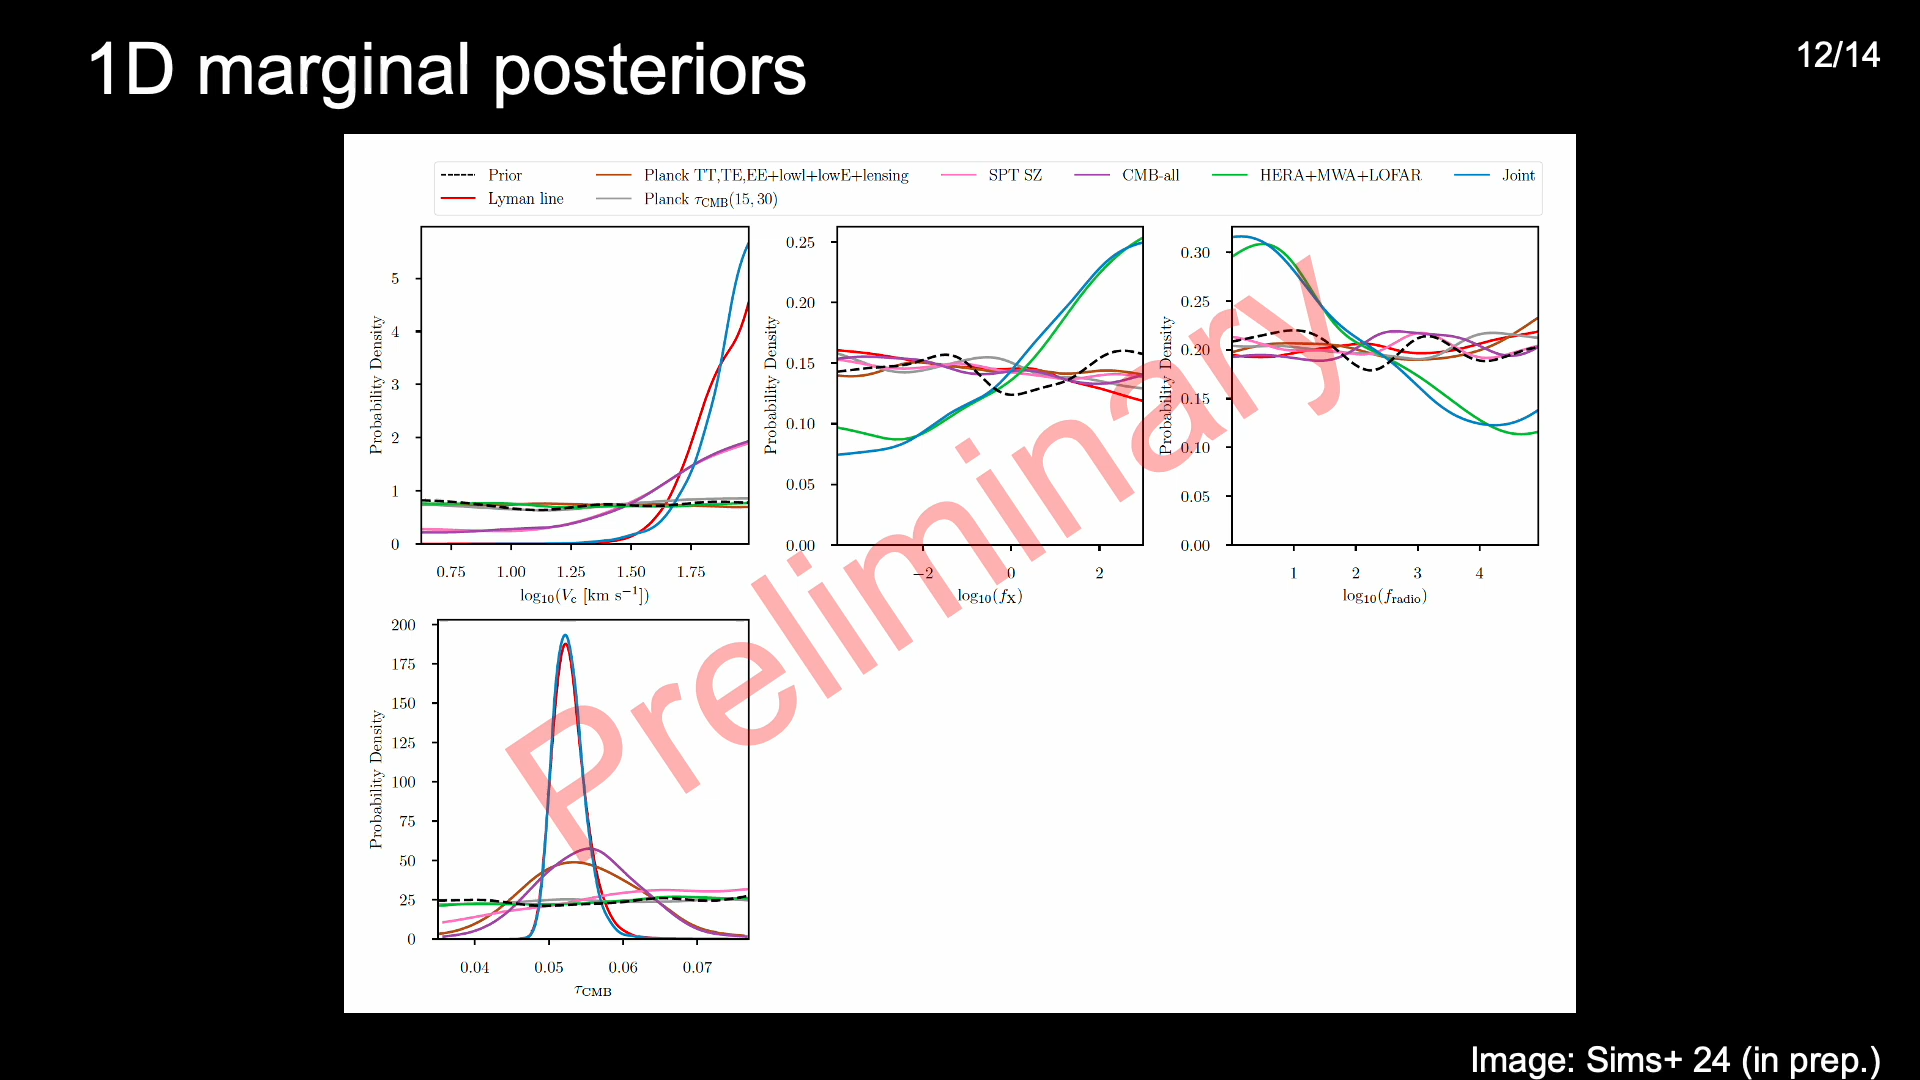 1D marginal posteriors
12/14
Prior
Planck TT,TE,EE+lowl+lowE+lensing
SPT SZ
CMB-all
HERA+MWA+LOFAR
Joint
Lyman line
Planck τCMB(15, 30)
Probability Density
5
4
3
2
1
0
0.75 1.00 1.25 1.50 1.75
log10(Vc [km s−1])
Probability Density
0.25
0.20
0.15
0.10
0.05
0.00
−2 0 2
log10(fX)
Probability Density
0.30
0.25
0.20
0.15
0.10
0.05
0.00
1 2 3 4
log10(fradio)
Probability Density
200
175
150
125
100
75
50
25
0
0.04 0.05 0.06 0.07
τCMB
Preliminary
Image: Sims+ 24 (in prep.)